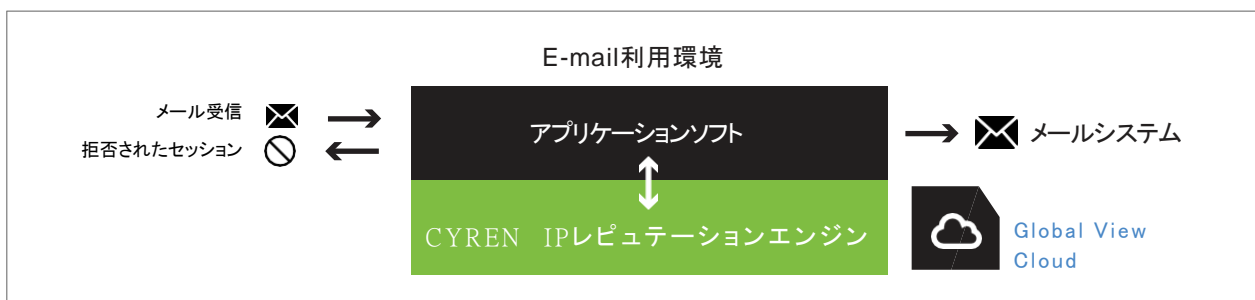 E-mail利用環境
メール受信
拒否されたセッション
アプリケーションソフト
メールシステム
CYREN IPレピュテーションエンジン
Global View
Cloud